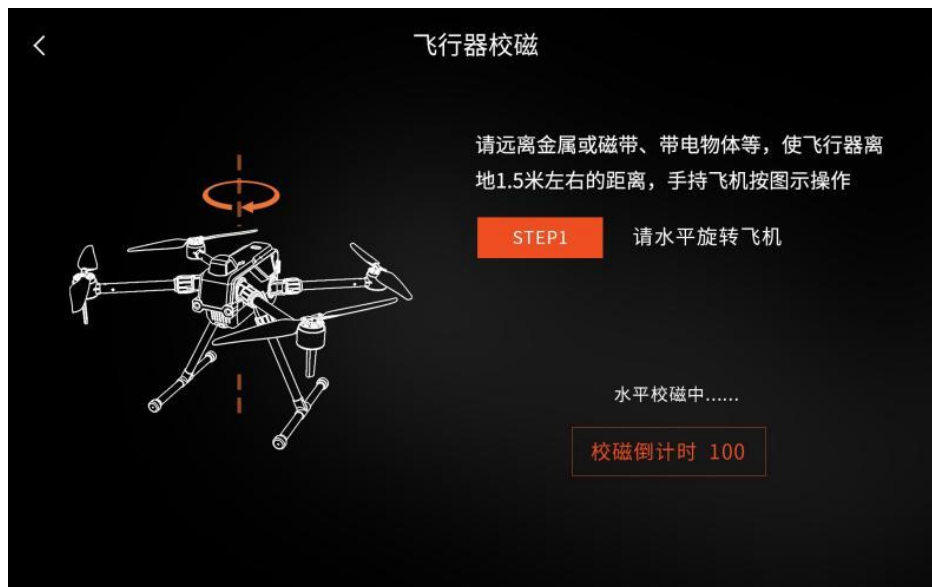 飞行器校磁
请远离金属或磁带、带电物体等，使飞行器离
地1.5米左右的距离，手持飞机按图示操作
STEP1 请水平旋转飞机
水平校磁中......
校磁倒计时 100